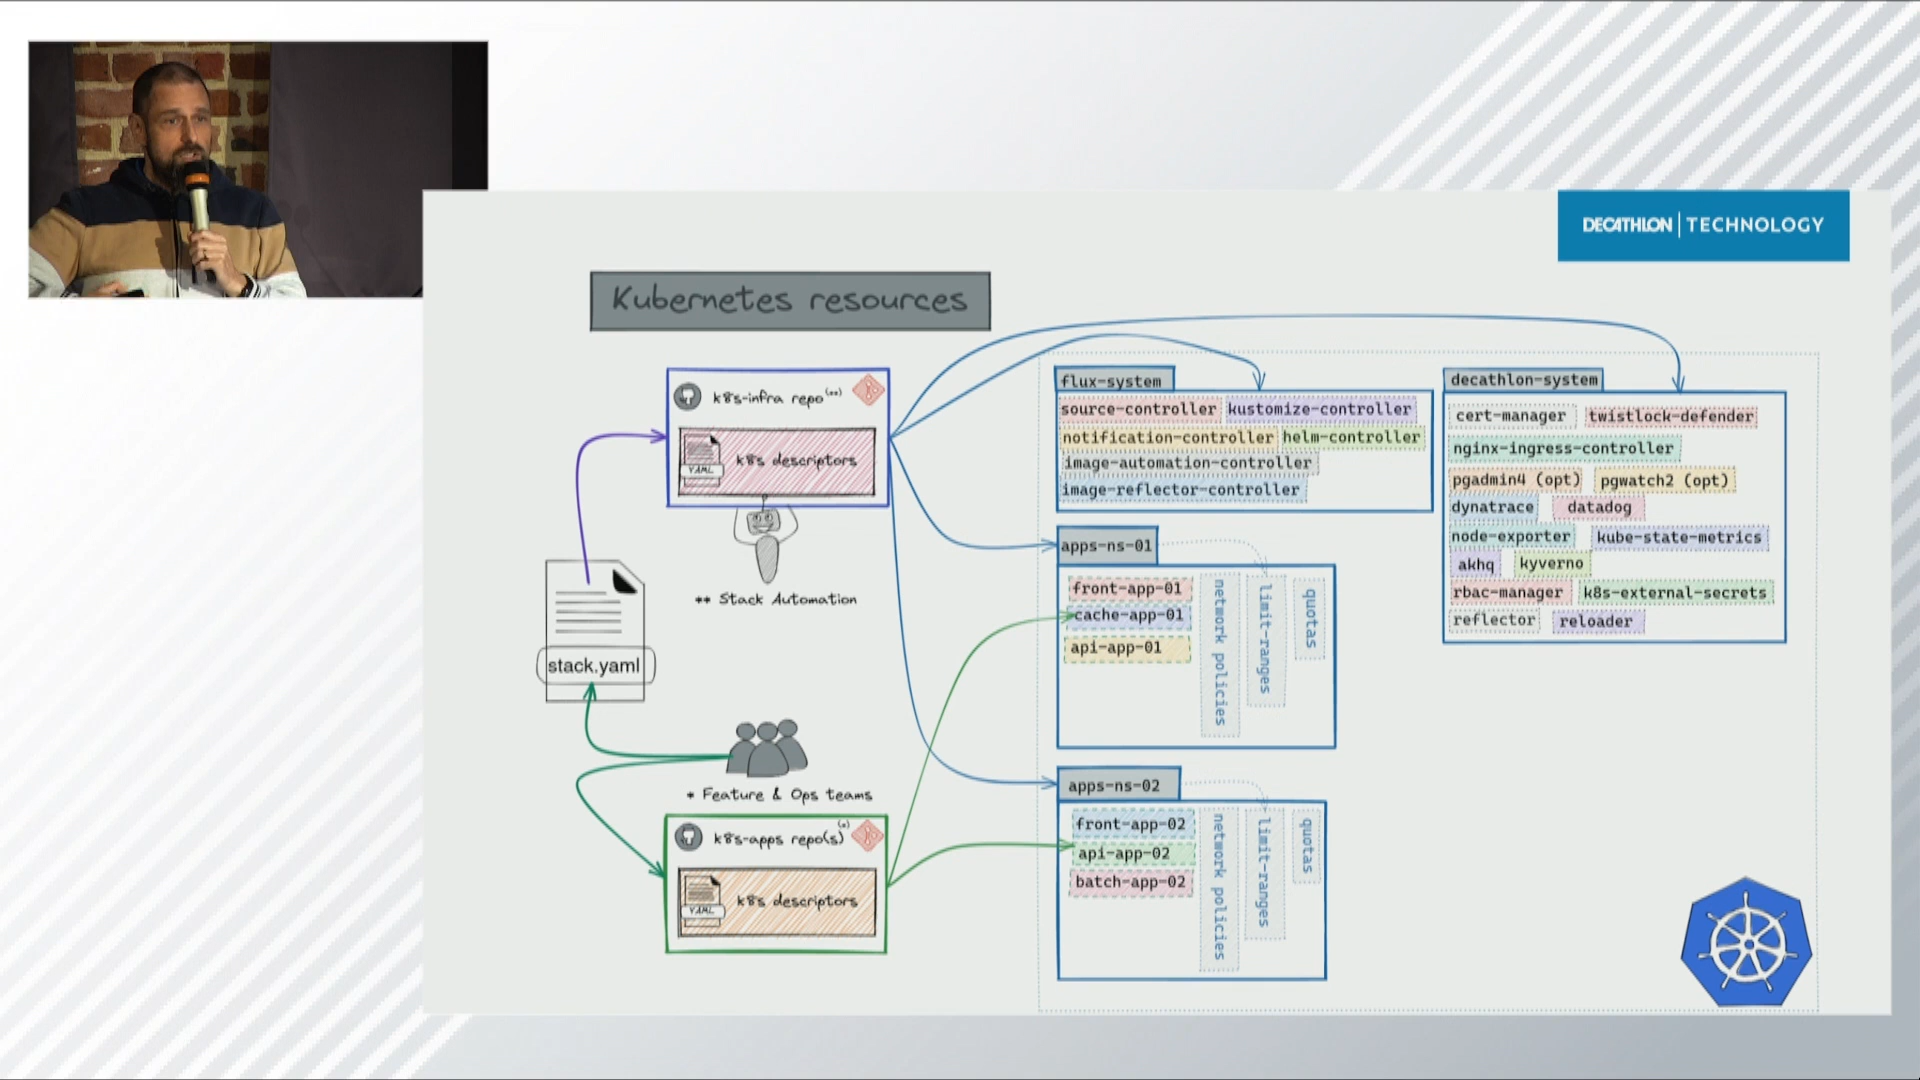 DECATHLON | TECHNOLOGY
Kubernetes resources
k8s-infra repo(**)
YAML
k8s descriptors
** Stack Automation
stack.yaml
* Feature & Ops teams
k8s-apps repo(s)(*)
YAML
k8s descriptors
flux-system
source-controller kustomize-controller
notification-controller helm-controller
image-automation-controller
image-reflector-controller
decathlon-system
cert-manager twistlock-defender
nginx-ingress-controller
pgadmin4 (opt) pgwatch2 (opt)
dynatrace datadog
node-exporter kube-state-metrics
akhq kyverno
rbac-manager k8s-external-secrets
reflector reloader
apps-ns-01
front-app-01
cache-app-01
api-app-01
network policies
limit-ranges
quotas
apps-ns-02
front-app-02
api-app-02
batch-app-02
network policies
limit-ranges
quotas